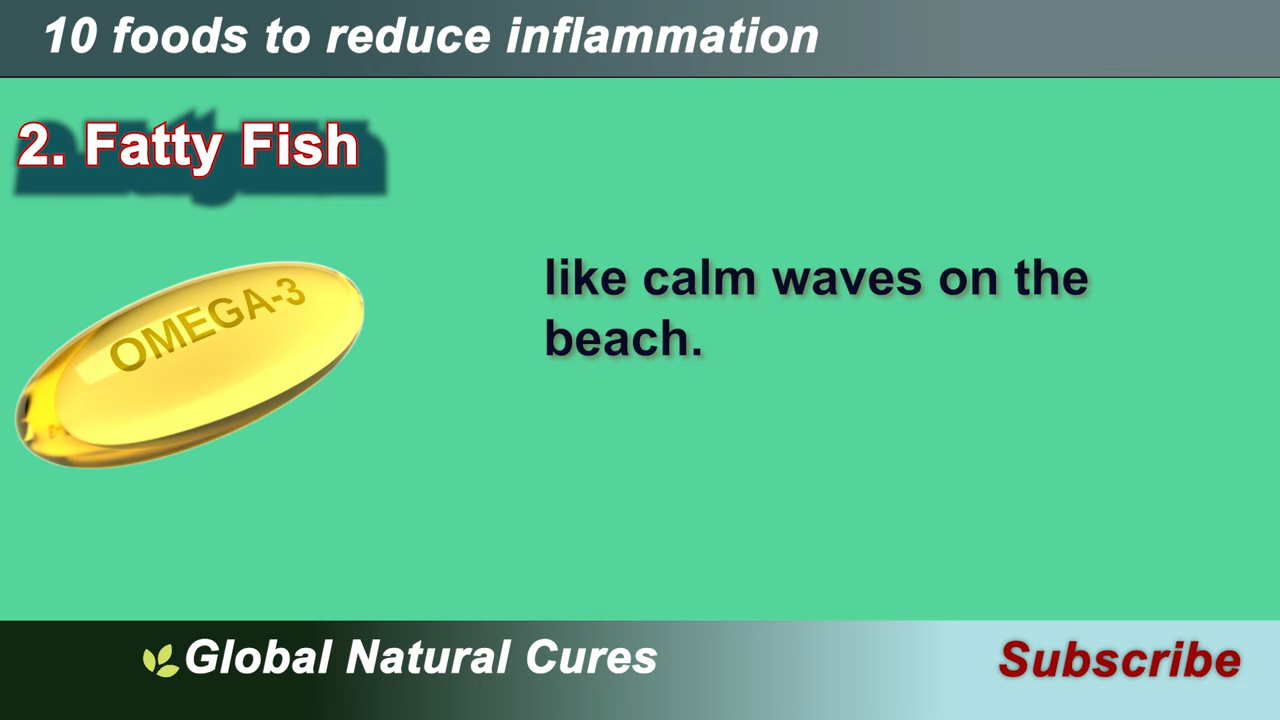 10 foods to reduce inflammation
2. Fatty Fish
OMEGA-3
like calm waves on the
beach.
Global Natural Cures
Subscribe